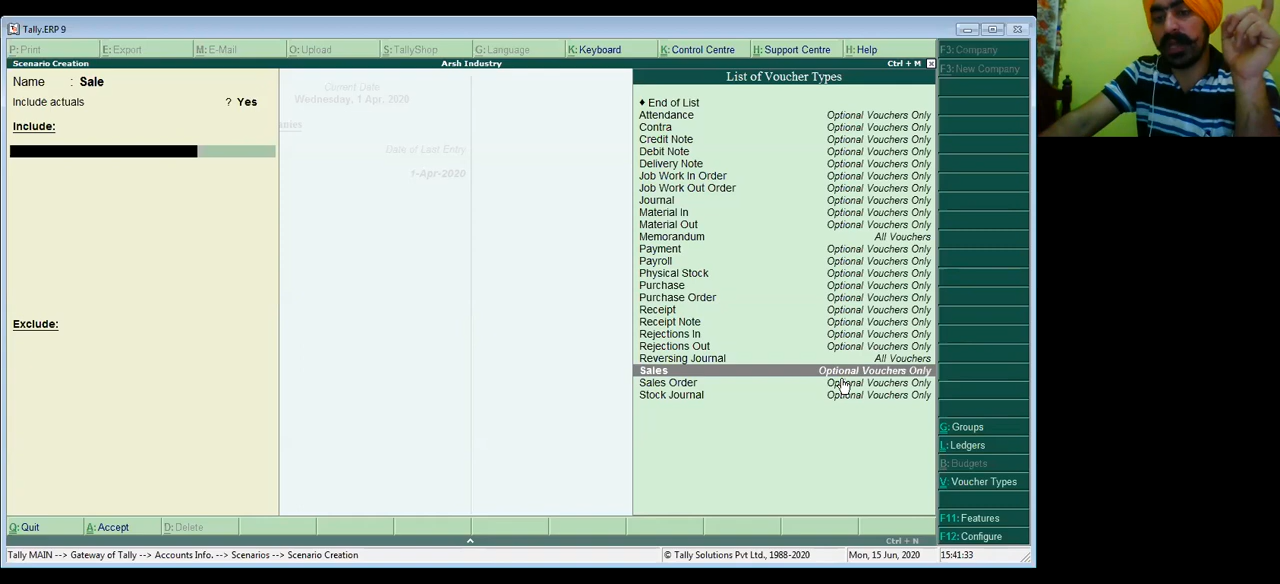 Tally.ERP 9
P: Print E: Export M: E-Mail O: Upload S: TallyShop G: Language K: Keyboard K: Control Centre H: Support Centre H: Help F3: Company
Scenario Creation Arsh Industry Ctrl + M
F3: New Company
Name : Sale
Include actuals ? Yes
Include:
Current Date
Wednesday, 1 Apr, 2020
anies
Date of Last Entry
1-Apr-2020
Exclude:
List of Voucher Types
♦ End of List
Attendance Optional Vouchers Only
Contra Optional Vouchers Only
Credit Note Optional Vouchers Only
Debit Note Optional Vouchers Only
Delivery Note Optional Vouchers Only
Job Work In Order Optional Vouchers Only
Job Work Out Order Optional Vouchers Only
Journal Optional Vouchers Only
Material In Optional Vouchers Only
Material Out Optional Vouchers Only
Memorandum All Vouchers
Payment Optional Vouchers Only
Payroll Optional Vouchers Only
Physical Stock Optional Vouchers Only
Purchase Optional Vouchers Only
Purchase Order Optional Vouchers Only
Receipt Optional Vouchers Only
Receipt Note Optional Vouchers Only
Rejections In Optional Vouchers Only
Rejections Out Optional Vouchers Only
Reversing Journal All Vouchers
Sales Optional Vouchers Only
Sales Order Optional Vouchers Only
Stock Journal Optional Vouchers Only
G: Groups
L: Ledgers
B: Budgets
V: Voucher Types
F11: Features
F12: Configure
Q: Quit A: Accept D: Delete
Ctrl + N
Tally MAIN --> Gateway of Tally --> Accounts Info. --> Scenarios --> Scenario Creation © Tally Solutions Pvt Ltd., 1988-2020 Mon, 15 Jun, 2020 15:41:33